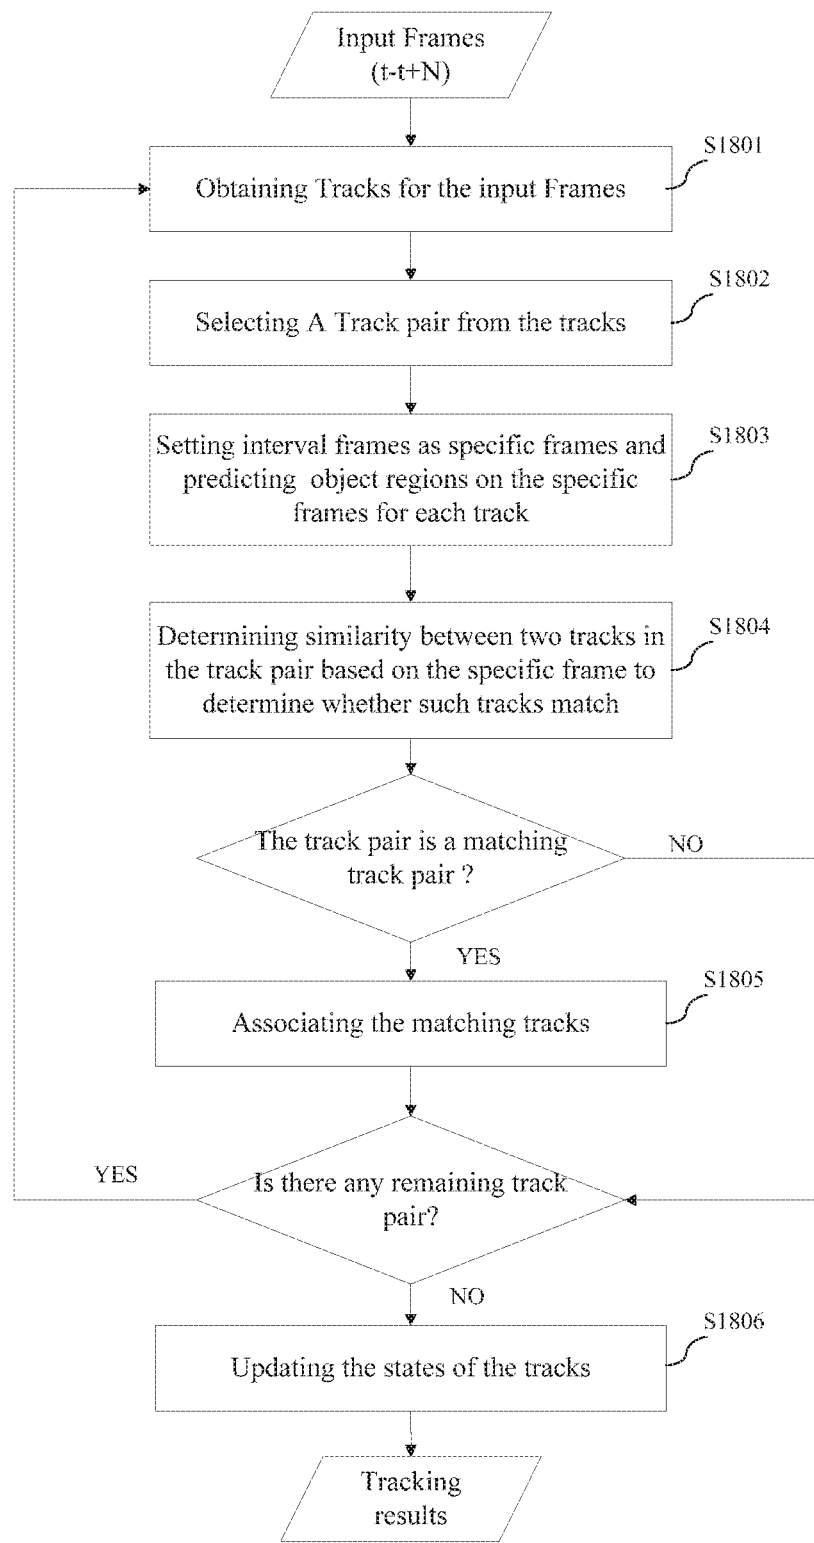 Input Frames
(t-t+N)
S1801
Obtaining Tracks for the input Frames
S1802
Selecting A Track pair from the tracks
S1803
Setting interval frames as specific frames and
predicting object regions on the specific
frames for each track
S1804
Determining similarity between two tracks in
the track pair based on the specific frame to
determine whether such tracks match
The track pair is a matching
track pair ?
NO
YES
S1805
Associating the matching tracks
YES
Is there any remaining track
pair?
NO
S1806
Updating the states of the tracks
Tracking
results